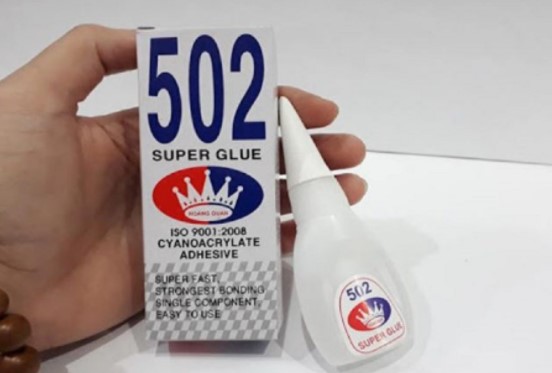 502
SUPER GLUE
HOANG QUAN
ISO 9001:2008
CYANOACRYLATE
ADHESIVE
SUPER FAST,
STRONGEST BONDING
SINGLE COMPONENT,
EASY TO USE
502
SUPER GLUE